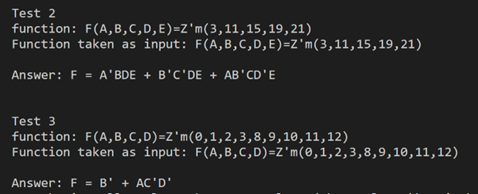 Test 2
function: F(A,B,C,D,E)=Z'm(3,11,15,19,21)
Function taken as input: F(A,B,C,D,E)=Z'm(3,11,15,19,21)
Answer: F = A'BDE + B'C'DE + AB'CD'E
Test 3
function: F(A,B,C,D)=Z'm(0,1,2,3,8,9,10,11,12)
Function taken as input: F(A,B,C,D)=Z'm(0,1,2,3,8,9,10,11,12)
Answer: F = B' + AC'D'